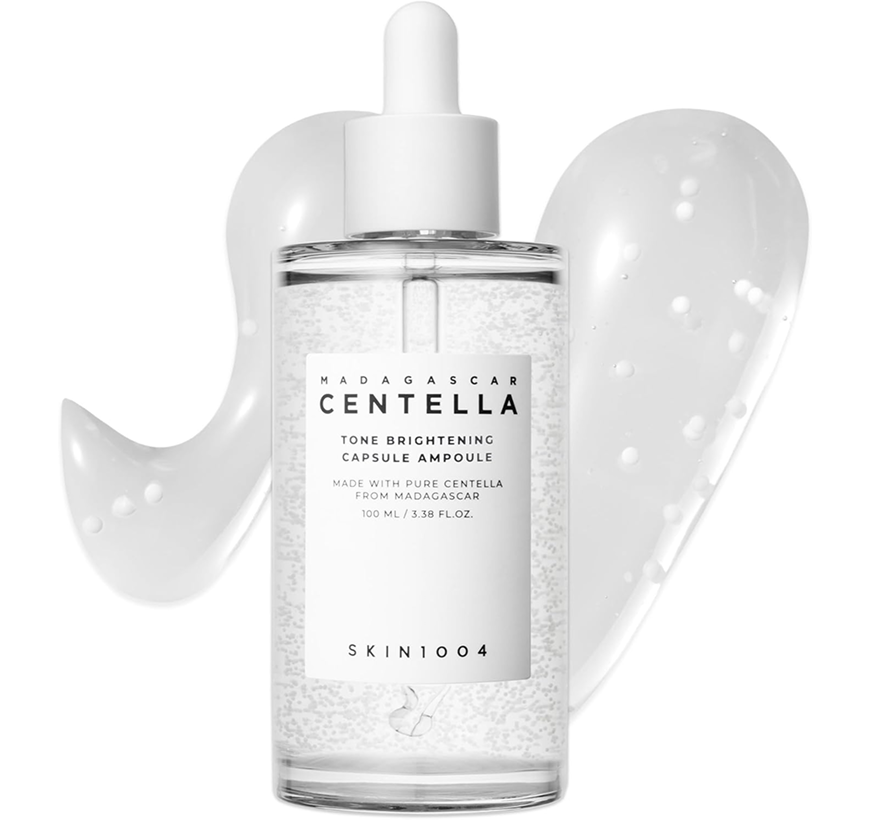 MADAGASCAR
CENTELLA
TONE BRIGHTENING
CAPSULE AMPOULE
MADE WITH PURE CENTELLA
FROM MADAGASCAR
100 ML / 3.38 FL.OZ.
SKIN1004